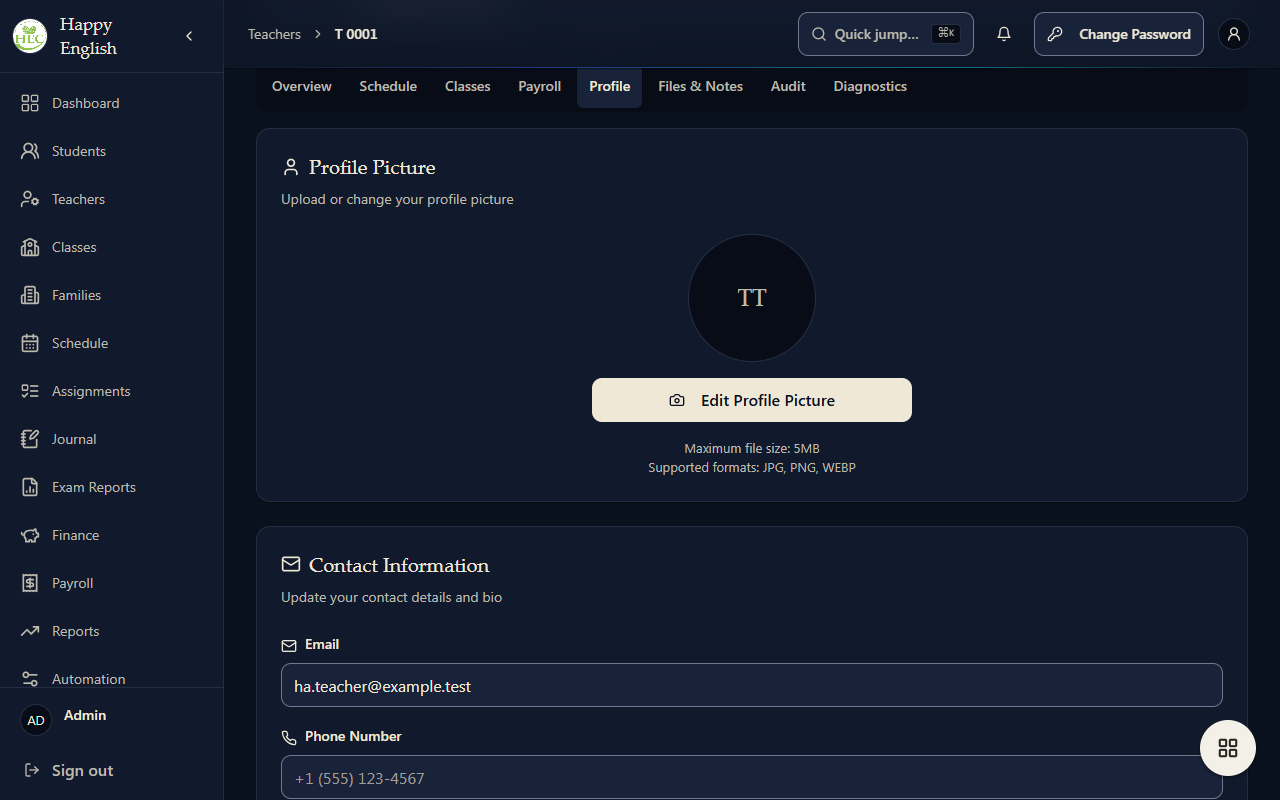 HEC
Happy
English
Teachers
T 0001
Quick jump...
⌘K
Change Password
Dashboard
Students
Teachers
Classes
Families
Schedule
Assignments
Journal
Exam Reports
Finance
Payroll
Reports
Automation
AD
Admin
Sign out
Overview
Schedule
Classes
Payroll
Profile
Files & Notes
Audit
Diagnostics
Profile Picture
Upload or change your profile picture
TT
Edit Profile Picture
Maximum file size: 5MB
Supported formats: JPG, PNG, WEBP
Contact Information
Update your contact details and bio
Email
ha.teacher@example.test
Phone Number
+1 (555) 123-4567